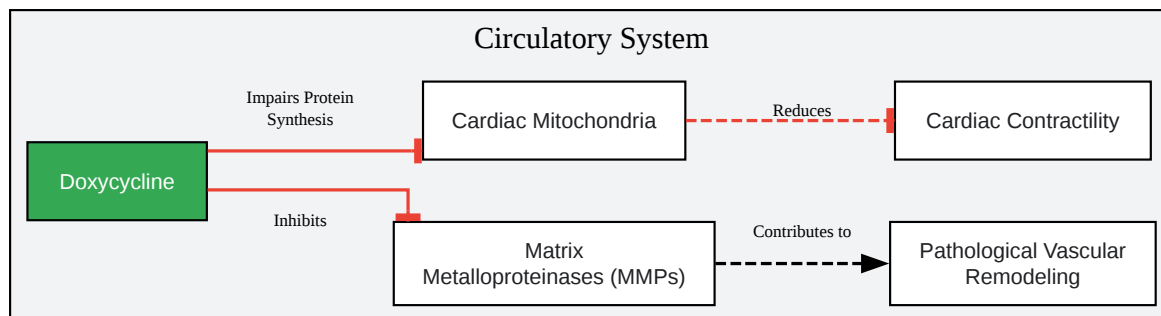 Circulatory System
Impairs Protein
Synthesis
Cardiac Mitochondria
Reduces
Cardiac Contractility
Doxycycline
Inhibits
Matrix
Metalloproteinases (MMPs)
Contributes to
Pathological Vascular
Remodeling